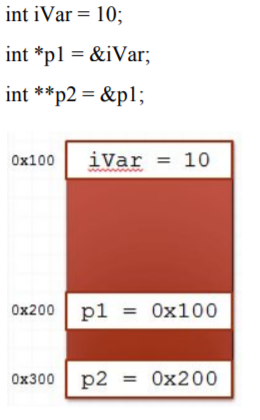 int iVar = 10;
int *p1 = &iVar;
int **p2 = &p1;
0x100 iVar = 10
0x200 p1 = 0x100
0x300 p2 = 0x200